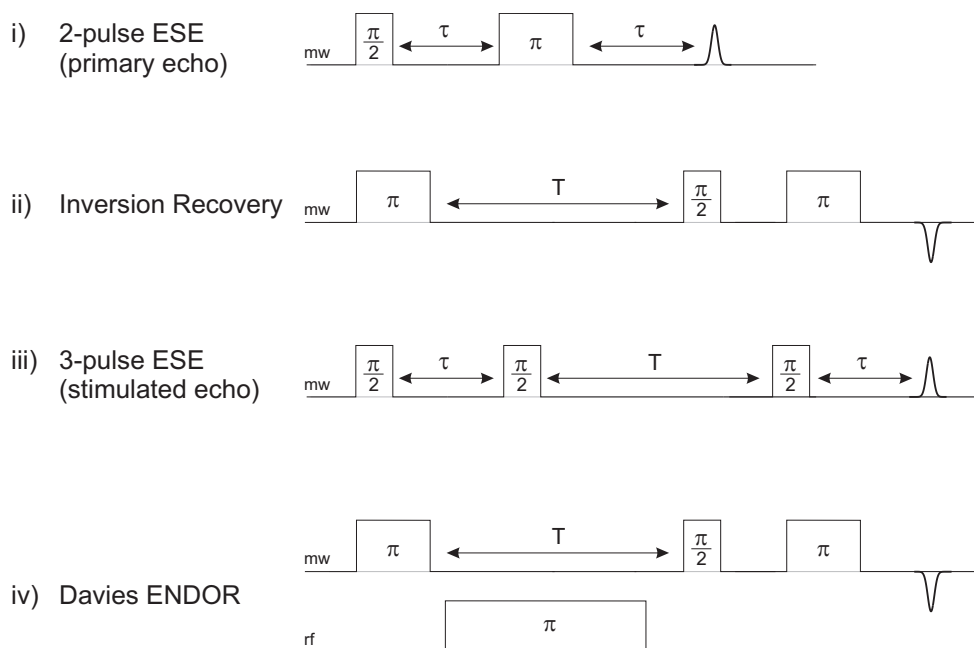 i) 2-pulse ESE
(primary echo)
mw π/2 τ π τ
ii) Inversion Recovery
mw π T π/2 π
iii) 3-pulse ESE
(stimulated echo)
mw π/2 τ π/2 T π/2 τ
iv) Davies ENDOR
mw π T π/2 π
rf π